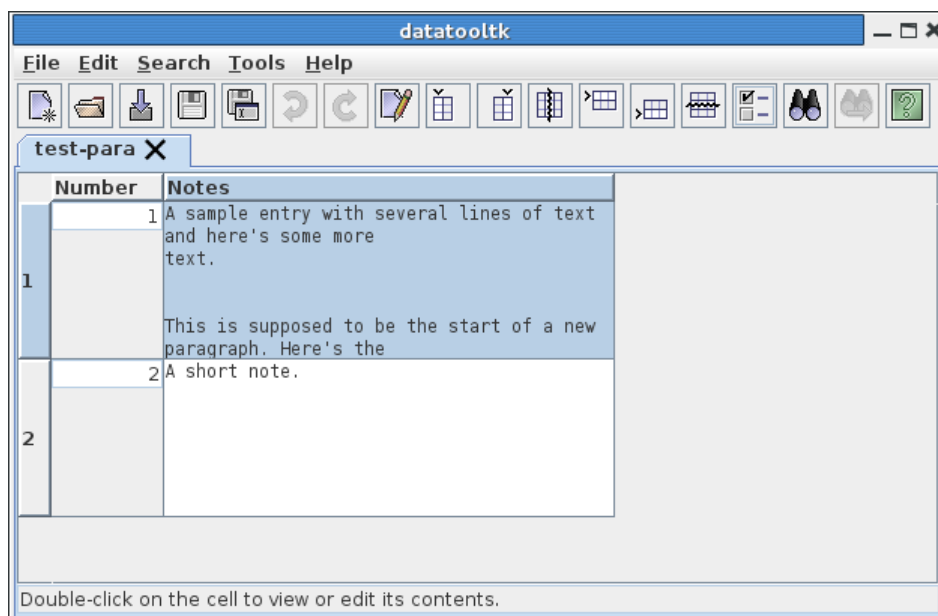 datatooltk
File Edit Search Tools Help
test-para
Number Notes
1
1
A sample entry with several lines of text
and here's some more
text.
This is supposed to be the start of a new
paragraph. Here's the
2
2
A short note.
Double-click on the cell to view or edit its contents.